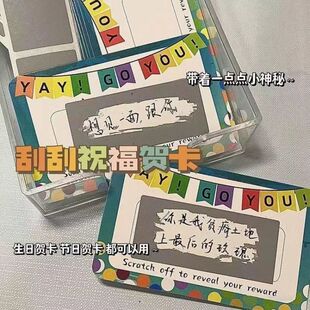 YAY! GO YOU!
带着一点点小神秘~
想见一面,跟你
刮刮祝福贺卡
YAY! GO YOU!
你是我贫瘠土地
上最后的玫瑰
生日贺卡 节日贺卡 都可以用~
Scratch off to reveal your reward